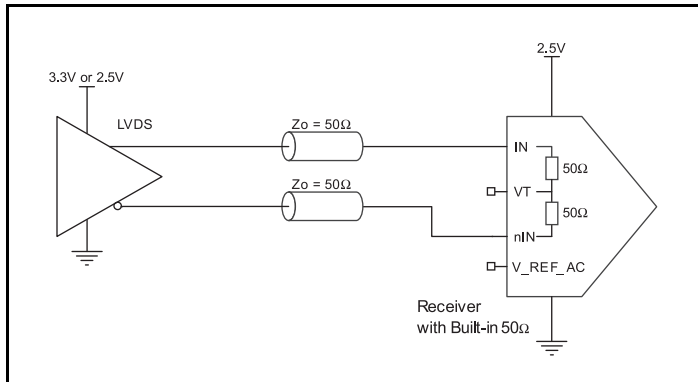 2.5V
3.3V or 2.5V
LVDS
Zo = 50Ω
IN
50Ω
Zo = 50Ω
VT
50Ω
nIN
V_REF_AC
Receiver
with Built-in 50Ω